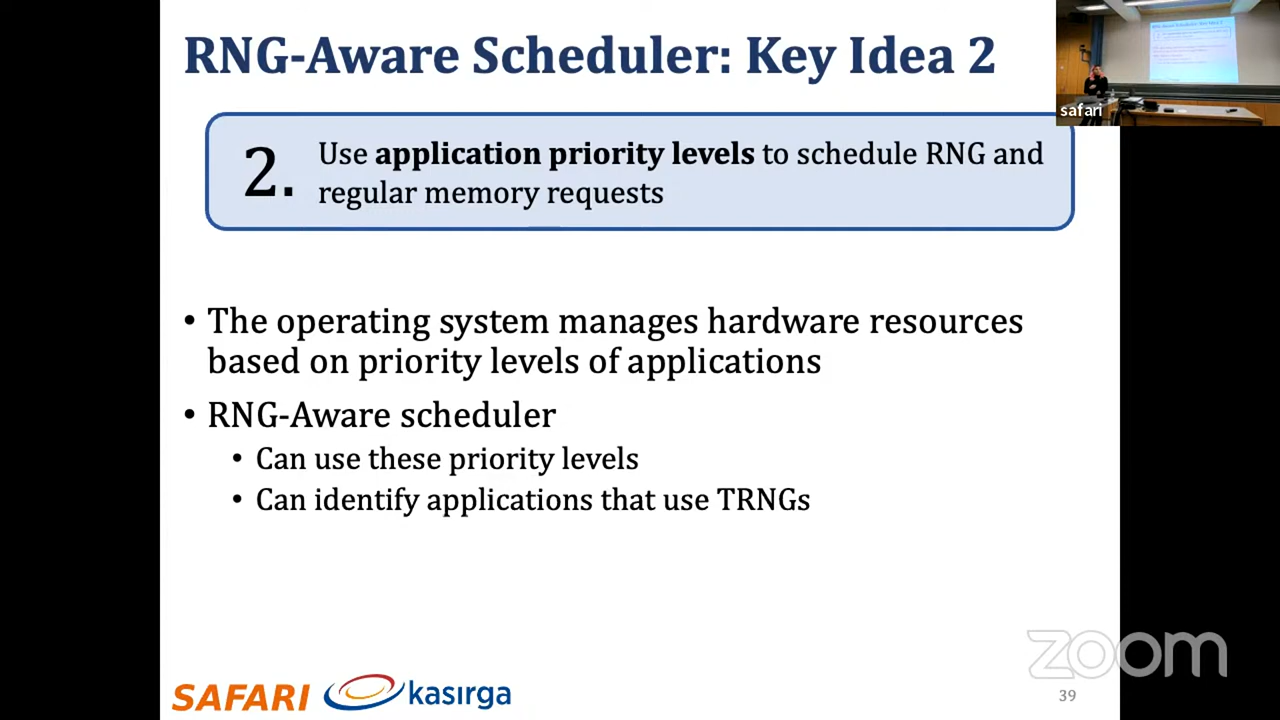 RNG-Aware Scheduler: Key Idea 2
safari
2. Use application priority levels to schedule RNG and
regular memory requests
• The operating system manages hardware resources
based on priority levels of applications
• RNG-Aware scheduler
• Can use these priority levels
• Can identify applications that use TRNGs
zoom
SAFARI kasırga
39